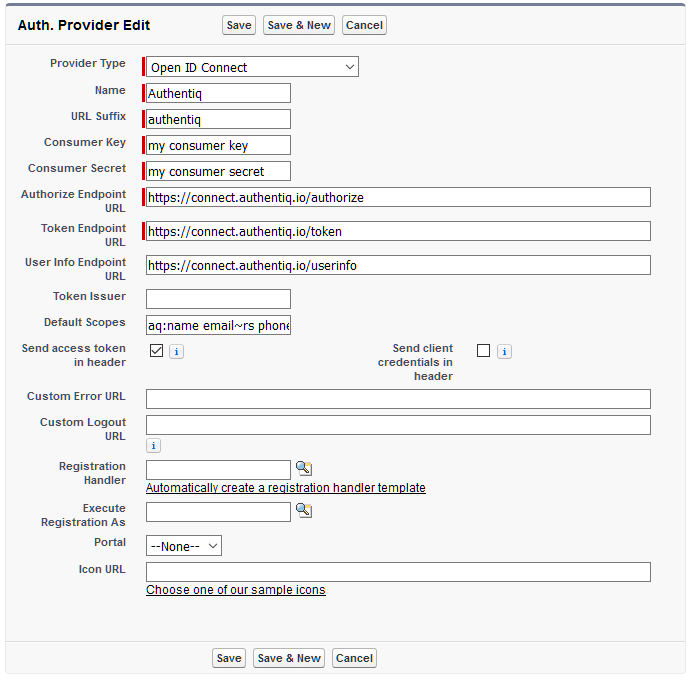 Auth. Provider Edit Save Save & New Cancel
Provider Type Open ID Connect
Name Authentiq
URL Suffix authentiq
Consumer Key my consumer key
Consumer Secret my consumer secret
Authorize Endpoint https://connect.authentiq.io/authorize
URL
Token Endpoint https://connect.authentiq.io/token
URL
User Info Endpoint https://connect.authentiq.io/userinfo
URL
Token Issuer
Default Scopes aq:name email~rs phone
Send access token i Send client i
in header credentials in
header
Custom Error URL
Custom Logout
URL i
Registration
Handler
Automatically create a registration handler template
Execute
Registration As
Portal --None--
Icon URL
Choose one of our sample icons
Save Save & New Cancel